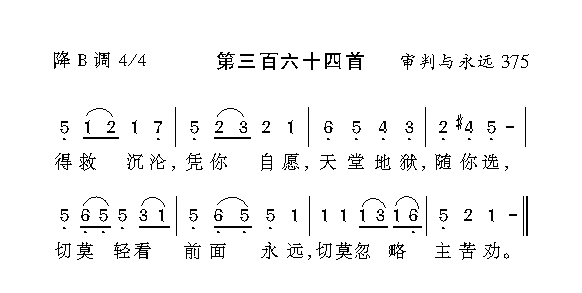 降B调 4/4 第三百六十四首 审判与永远 375
5 1 2 1 7 | 5 2 3 2 1 | 6 5 4 3 | 2 #4 5 - |
得救 沉沦，凭你 自愿，天堂地狱，随你选，
5 6 5 5 3 1 | 5 6 5 5 1 | 1 1 1 3 1 6 | 5 2 1 - ‖
切莫 轻看 前面 永远，切莫忽略 主苦劝。